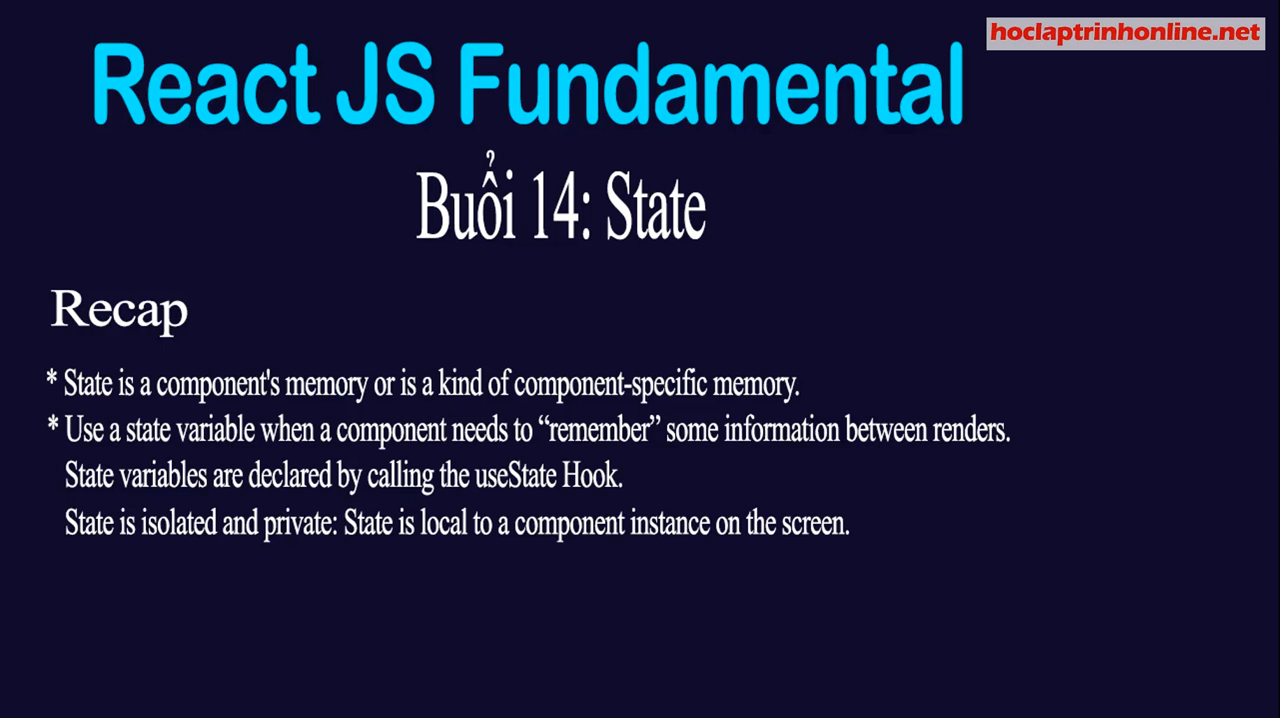 hoclaptrinhonline.net
React JS Fundamental
Buổi 14: State
Recap
* State is a component's memory or is a kind of component-specific memory.
* Use a state variable when a component needs to “remember” some information between renders.
State variables are declared by calling the useState Hook.
State is isolated and private: State is local to a component instance on the screen.